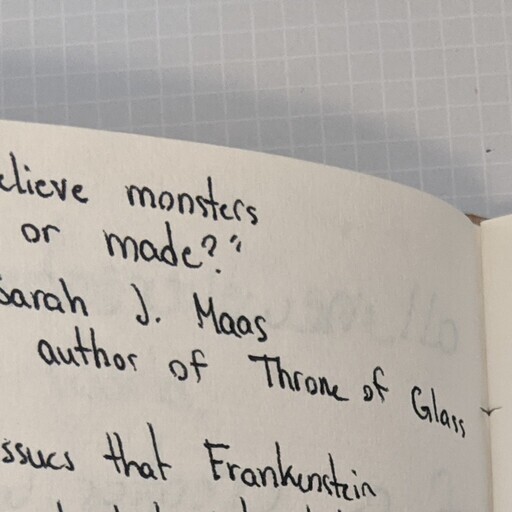 elieve monsters
or made?"
Sarah J. Maas
author of Throne of Glass
ssues that Frankenstein